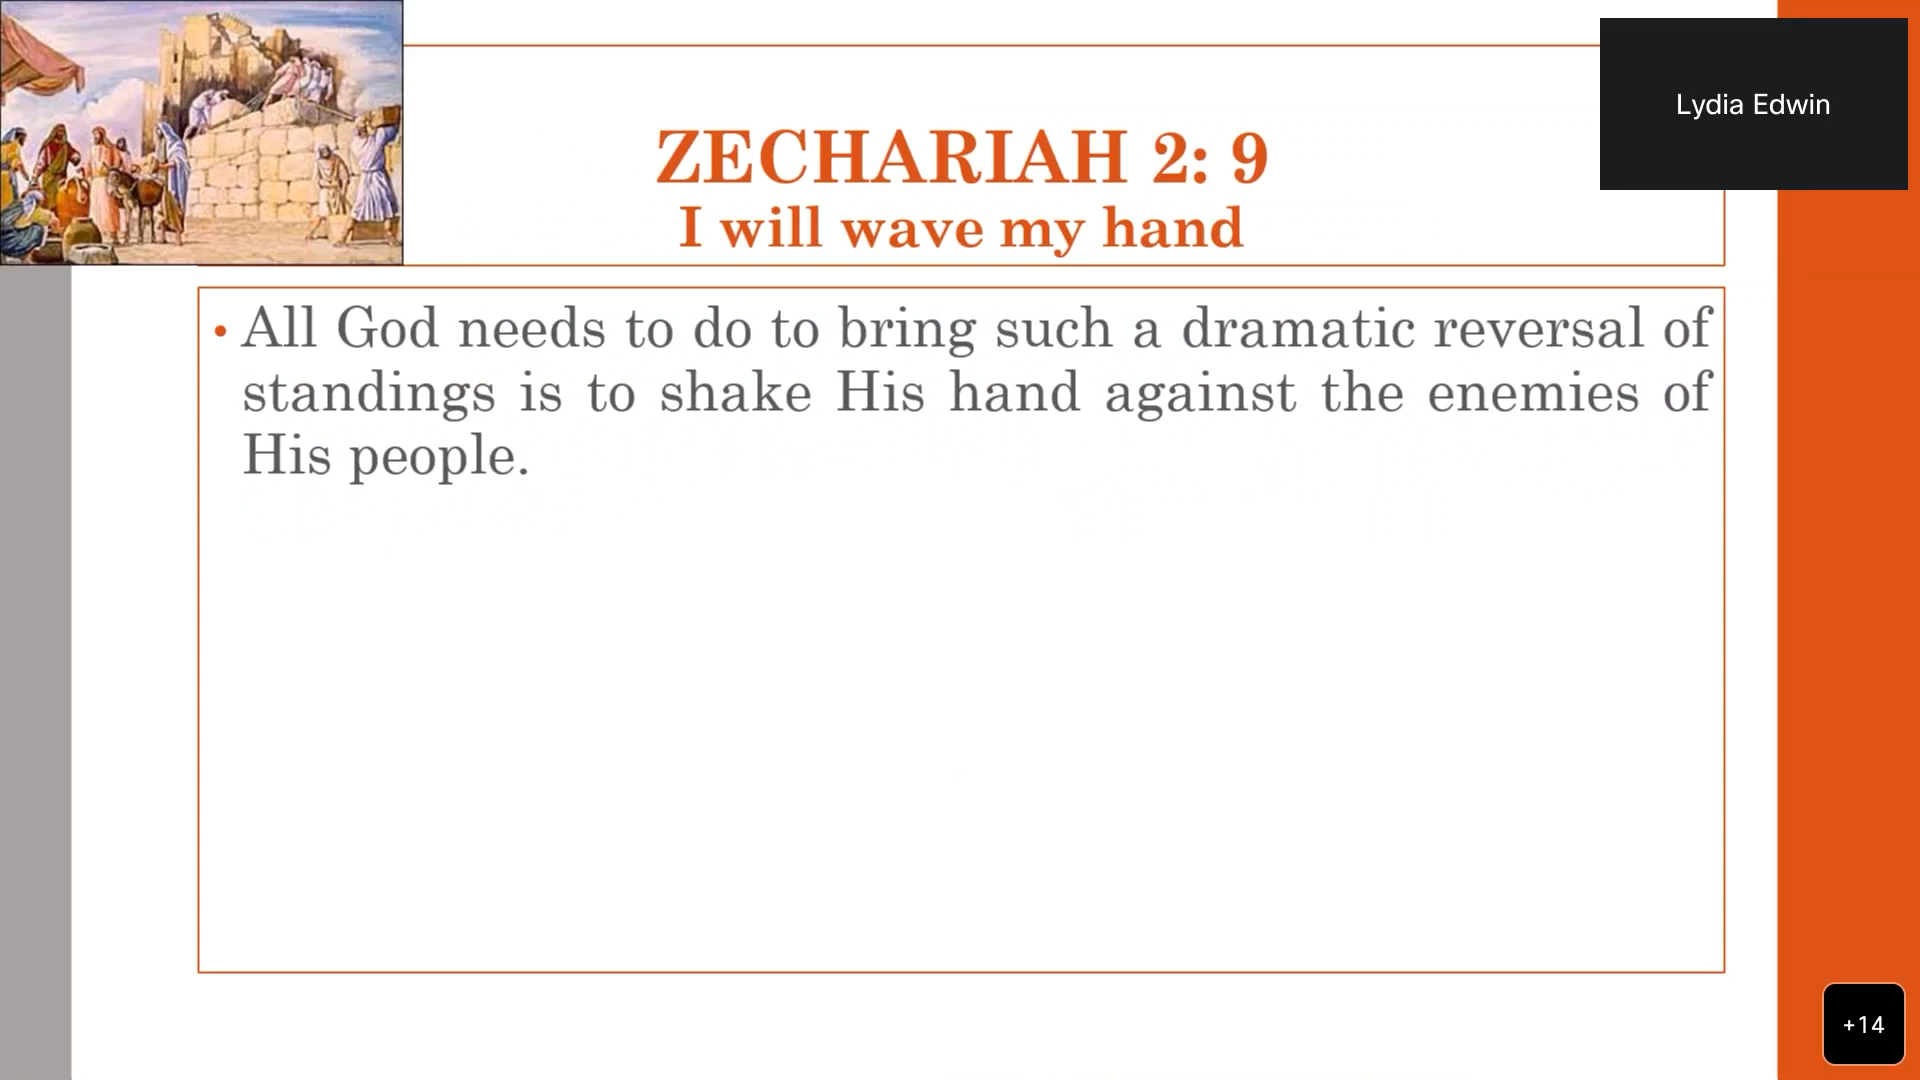 ZECHARIAH 2: 9
I will wave my hand
Lydia Edwin
• All God needs to do to bring such a dramatic reversal of
standings is to shake His hand against the enemies of
His people.
+14